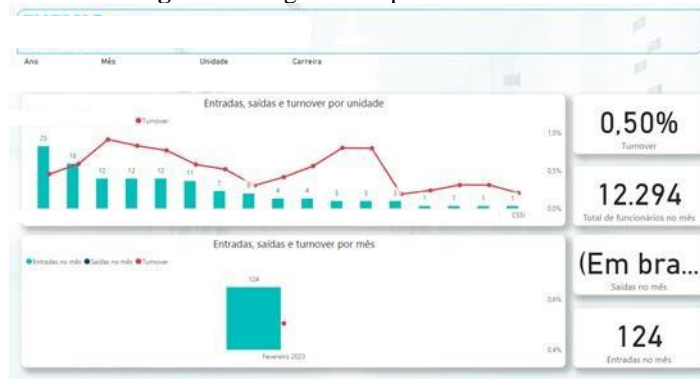 Ano Mês Unidade Carreira
Entradas, saídas e turnover por unidade
Turnover
25
18
12 12 12 11
7
4 4
3 3
1 1 1 1
1,0%
0,5%
0,0%
CSSI
0,50%
Turnover
12.294
Total de funcionários no mês
Entradas, saídas e turnover por mês
Entradas no mês Saídas no mês Turnover
124
0,6%
0,4%
Fevereiro 2023
(Em bra...
Saídas no mês
124
Entradas no mês